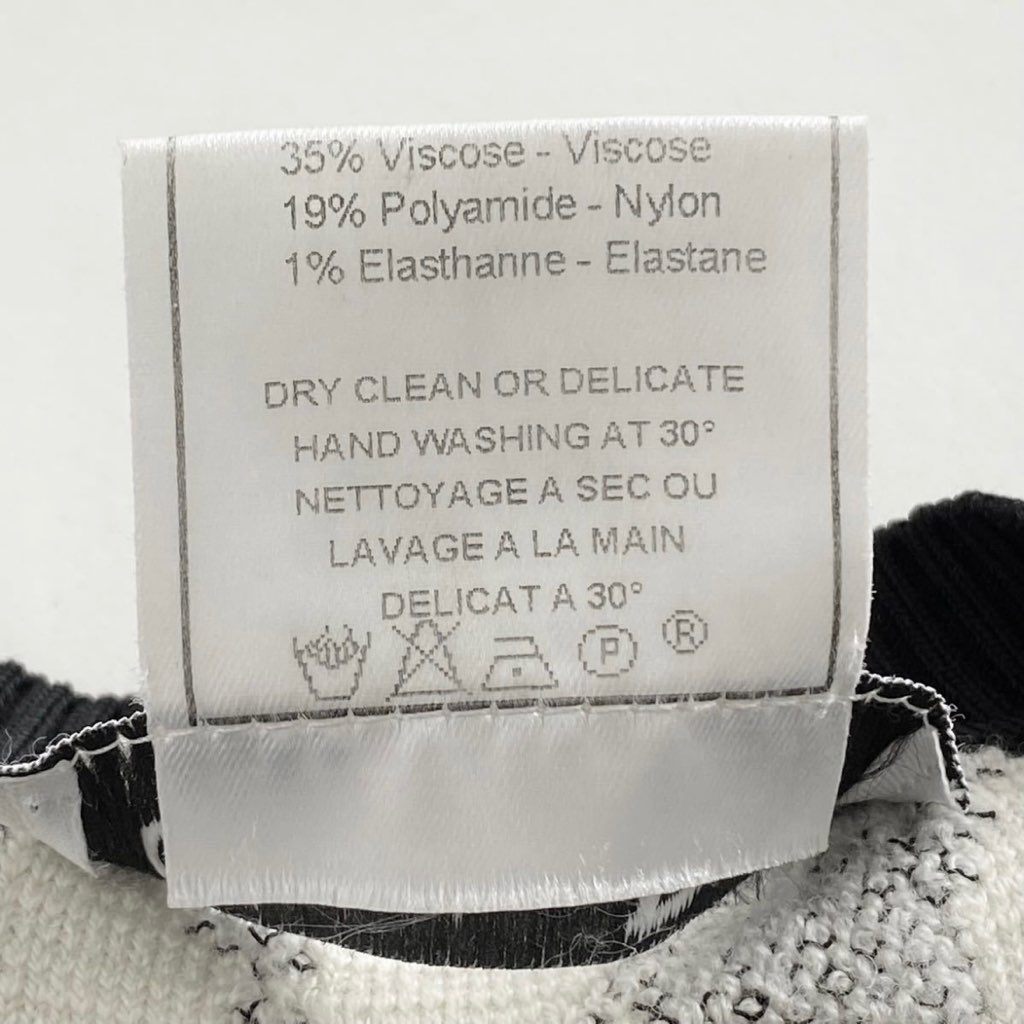 35% Viscose - Viscose
19% Polyamide - Nylon
1% Elasthanne - Elastane
DRY CLEAN OR DELICATE
HAND WASHING AT 30°
NETTOYAGE A SEC OU
LAVAGE A LA MAIN
DELICAT A 30°
P ®